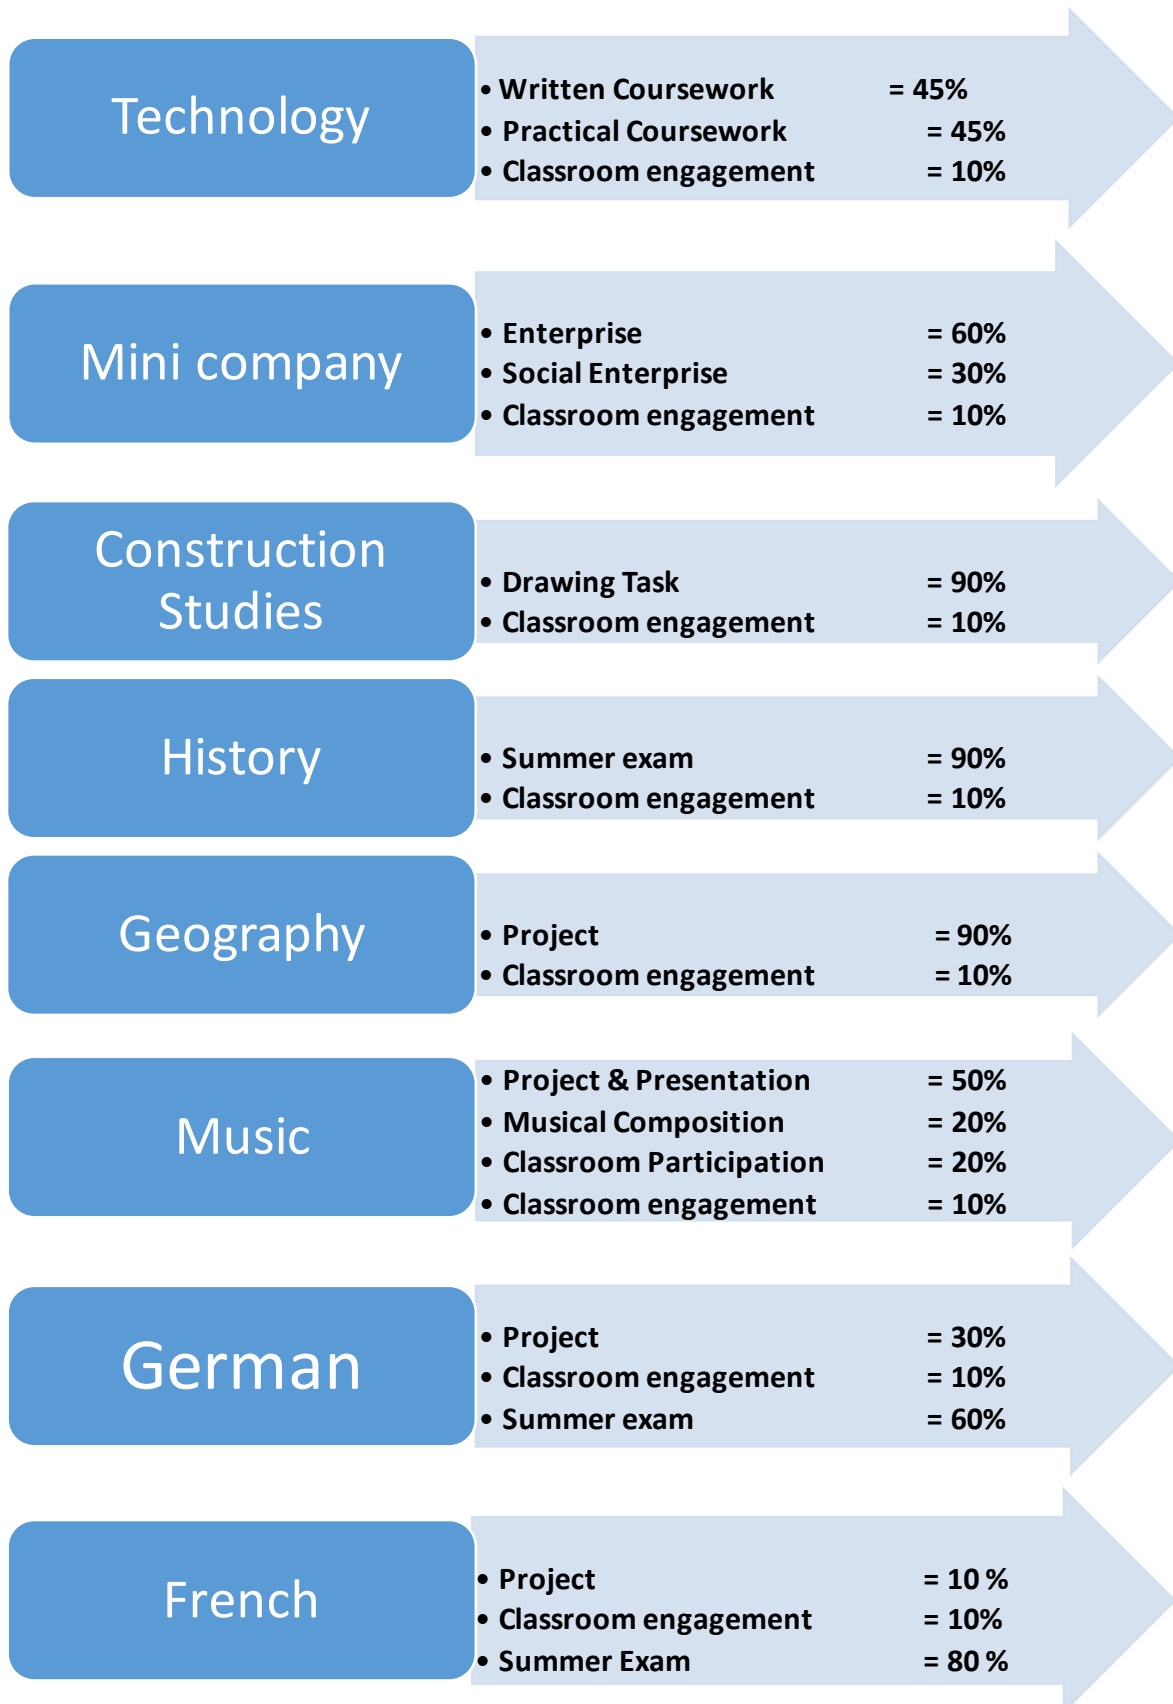 Technology
• Written Coursework = 45%
• Practical Coursework = 45%
• Classroom engagement = 10%
Mini company
• Enterprise = 60%
• Social Enterprise = 30%
• Classroom engagement = 10%
Construction
Studies
• Drawing Task = 90%
• Classroom engagement = 10%
History
• Summer exam = 90%
• Classroom engagement = 10%
Geography
• Project = 90%
• Classroom engagement = 10%
Music
• Project & Presentation = 50%
• Musical Composition = 20%
• Classroom Participation = 20%
• Classroom engagement = 10%
German
• Project = 30%
• Classroom engagement = 10%
• Summer exam = 60%
French
• Project = 10 %
• Classroom engagement = 10%
• Summer Exam = 80 %